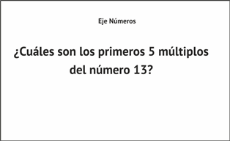 Eje Números
¿Cuáles son los primeros 5 múltiplos
del número 13?